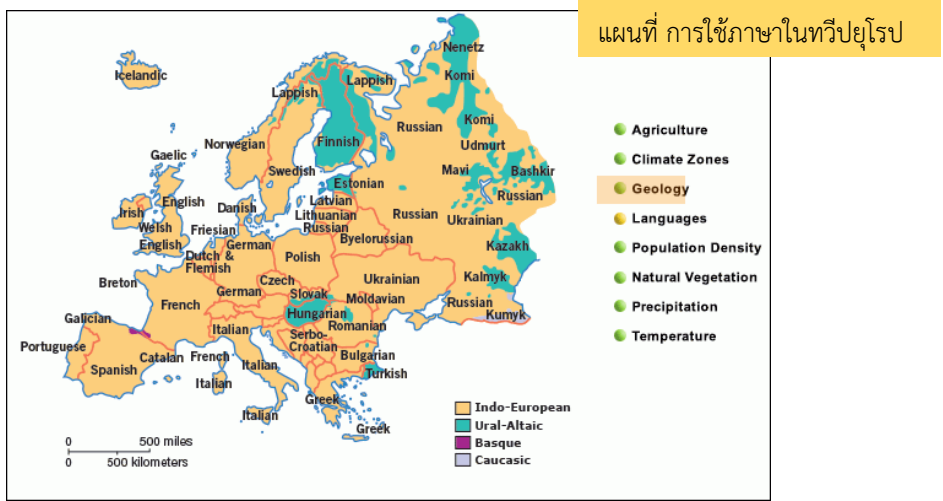 แผนที่ การใช้ภาษาในทวีปยุโรป
Icelandic
Nenetz
Komi
Lappish
Lappish
Komi
Russian
Finnish
Norwegian
Udmurt
Gaelic
Swedish
Mavi
Bashkir
Estonian
Russian
English
Latvian
Irish
Danish
Lithuanian
Russian
Ukrainian
Welsh
Friesian
Russian
Byelorussian
English
German
Kazakh
Dutch &
Flemish
Polish
Breton
Czech
Ukrainian
Kalmyk
German
Slovak
Moldavian
French
Russian
Hungarian
Kumyk
Galician
Romanian
Italian
Serbo-
Croatian
Portuguese
Catalan
French
Bulgarian
Spanish
Italian
Turkish
Italian
Greek
Italian
Greek
Agriculture
Climate Zones
Geology
Languages
Population Density
Natural Vegetation
Precipitation
Temperature
Indo-European
Ural-Altaic
Basque
Caucasic
0 500 miles
0 500 kilometers